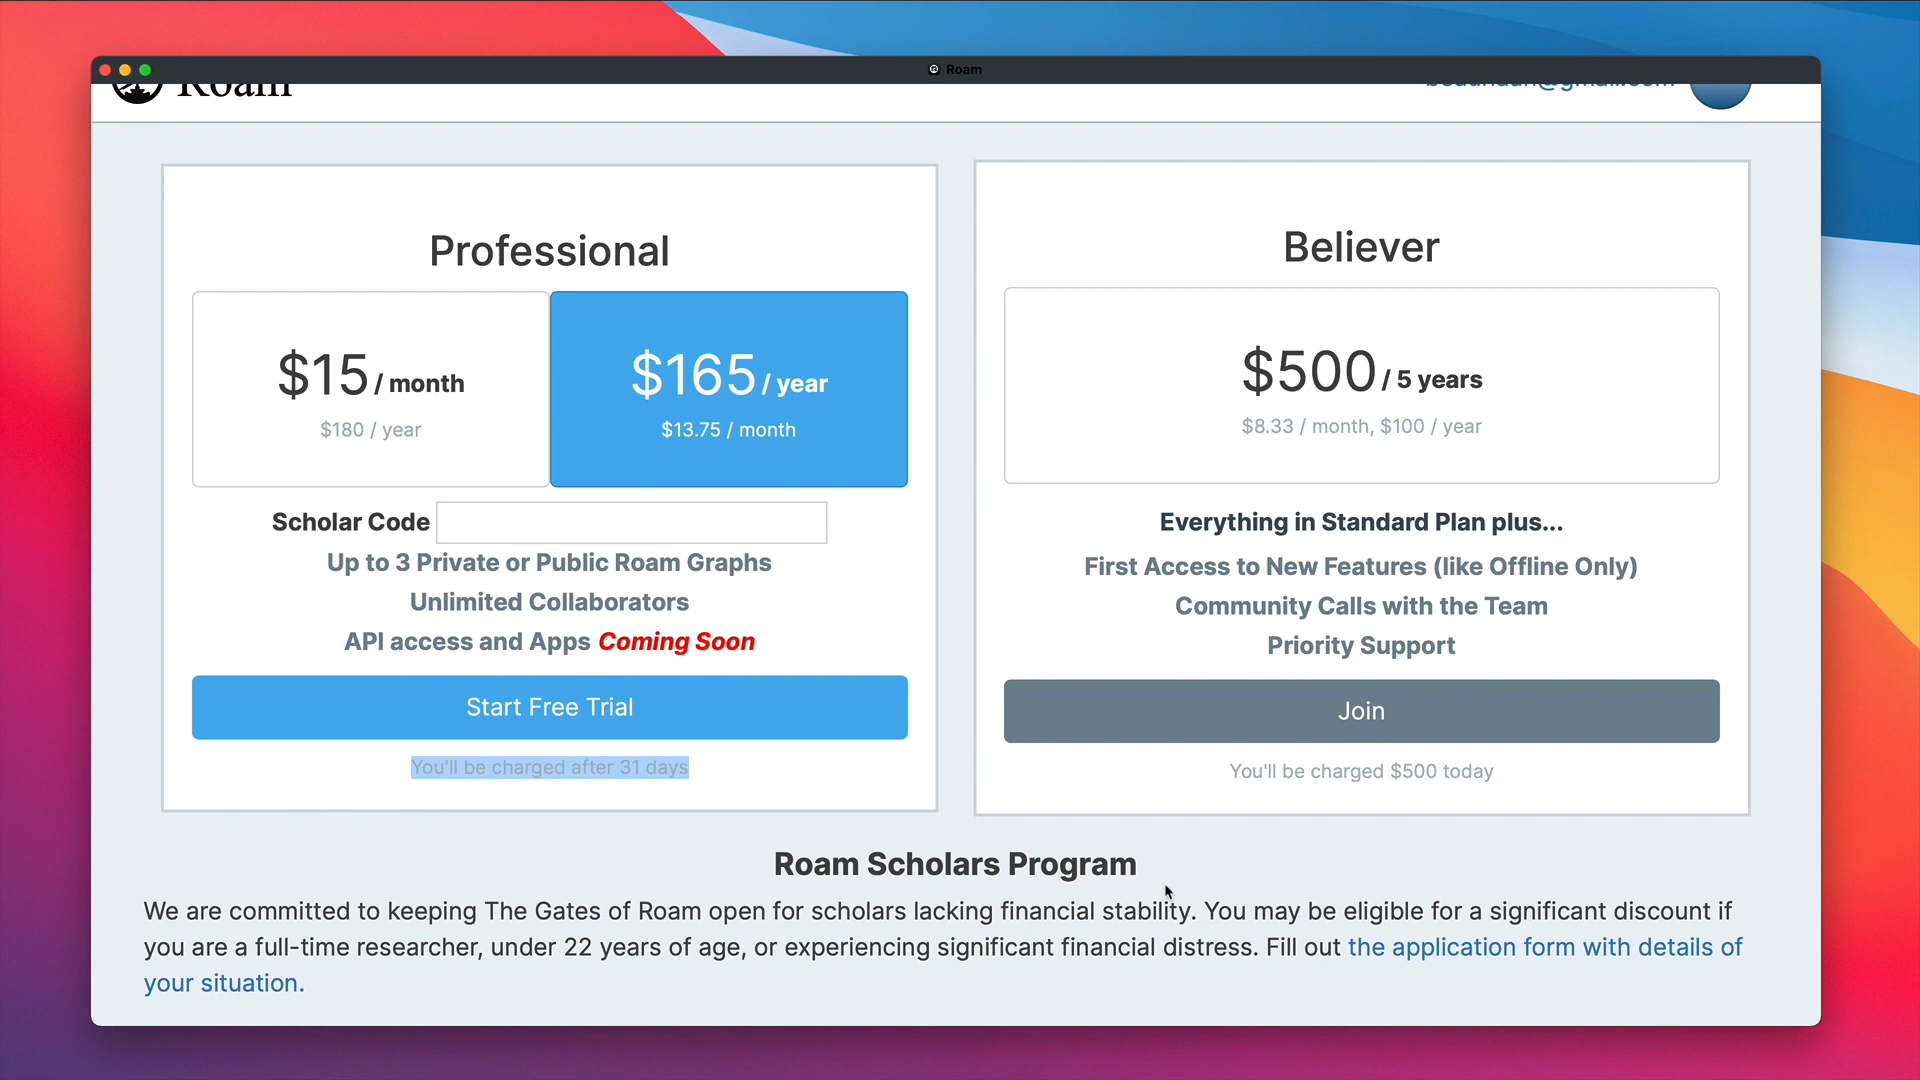 Roam
Roam
Professional
$15 / month
$180 / year
$165 / year
$13.75 / month
Scholar Code
Up to 3 Private or Public Roam Graphs
Unlimited Collaborators
API access and Apps Coming Soon
Start Free Trial
You'll be charged after 31 days
Believer
$500 / 5 years
$8.33 / month, $100 / year
Everything in Standard Plan plus...
First Access to New Features (like Offline Only)
Community Calls with the Team
Priority Support
Join
You'll be charged $500 today
Roam Scholars Program
We are committed to keeping The Gates of Roam open for scholars lacking financial stability. You may be eligible for a significant discount if
you are a full-time researcher, under 22 years of age, or experiencing significant financial distress. Fill out the application form with details of
your situation.